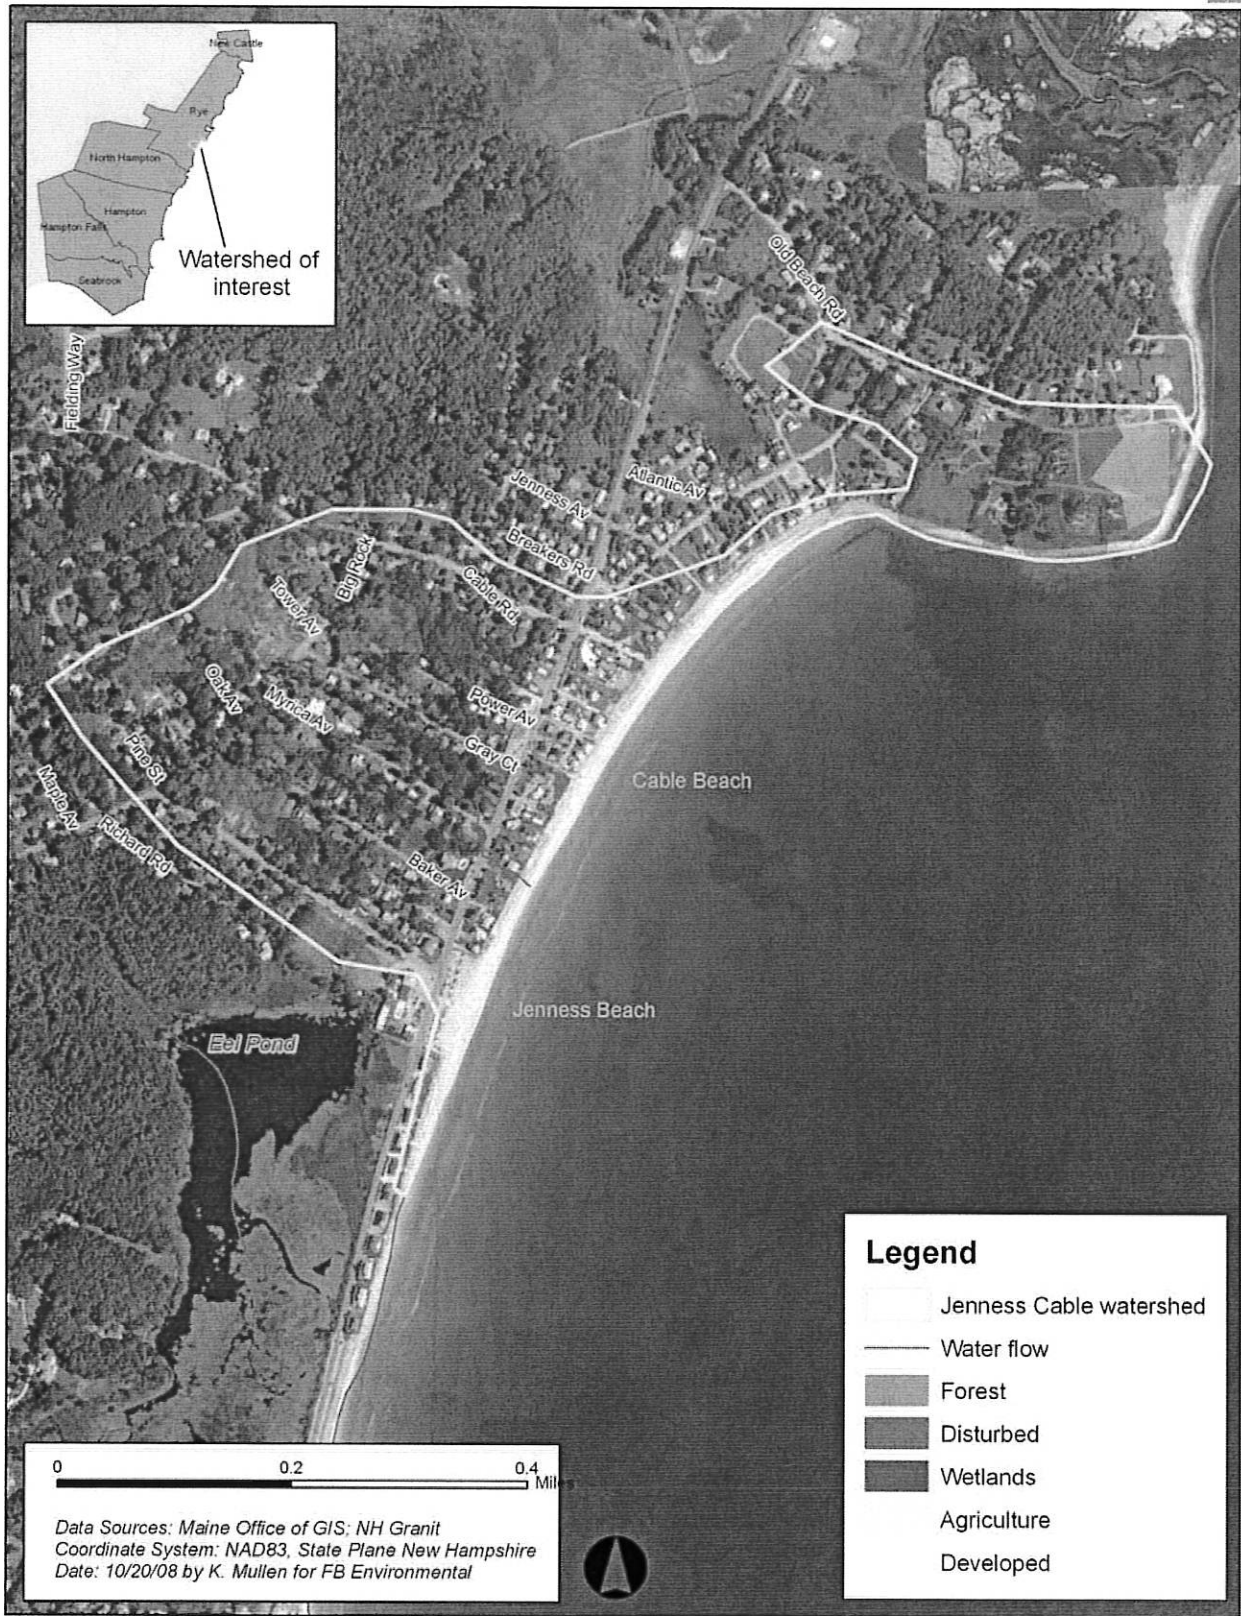 New Castle
Rye
North Hampton
Hampton
Hampton Falls
Seabrook
Watershed of
interest
Fielding Way
Old Beach Rd.
Jenness Av
Atlantic Av
Breakers Rd
Big Rock
Cable Rd.
Tower Av
Oak Av
Myrica Av
Power Av
Gray Ct
Pine St
Maple Av
Richard Rd
Baker Av
Cable Beach
Jenness Beach
Eel Pond
Legend
Jenness Cable watershed
Water flow
Forest
Disturbed
Wetlands
Agriculture
Developed
0 0.2 0.4
Miles
Data Sources: Maine Office of GIS; NH Granit
Coordinate System: NAD83, State Plane New Hampshire
Date: 10/20/08 by K. Mullen for FB Environmental